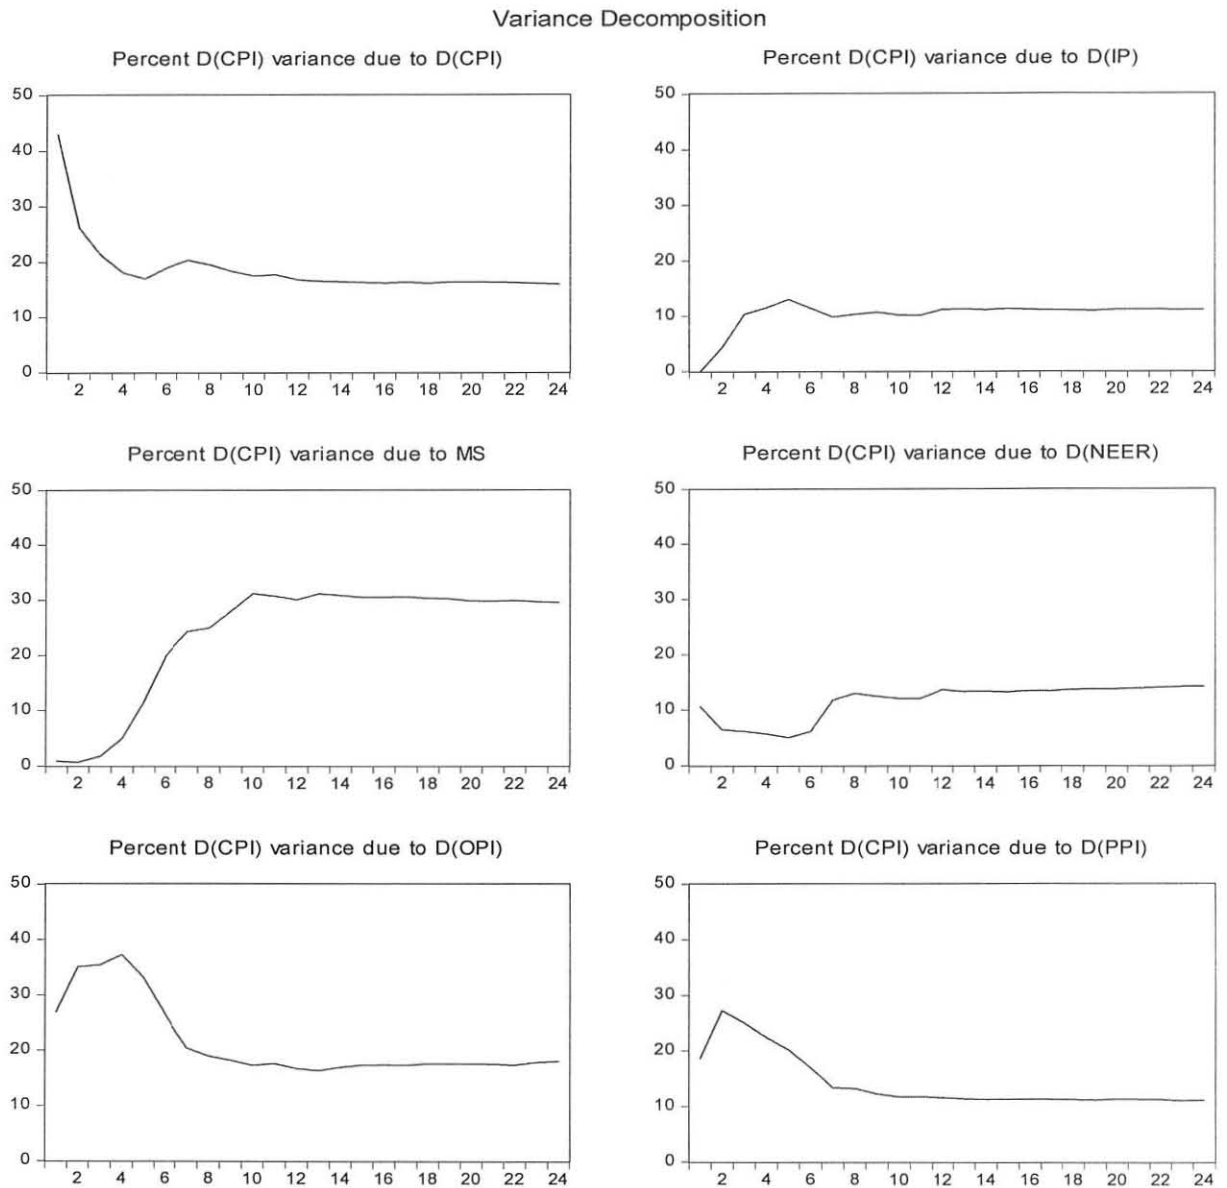 Variance Decomposition
Percent D(CPI) variance due to D(CPI)
50
40
30
20
10
0
2 4 6 8 10 12 14 16 18 20 22 24
Percent D(CPI) variance due to D(IP)
50
40
30
20
10
0
2 4 6 8 10 12 14 16 18 20 22 24
Percent D(CPI) variance due to MS
50
40
30
20
10
0
2 4 6 8 10 12 14 16 18 20 22 24
Percent D(CPI) variance due to D(NEER)
50
40
30
20
10
0
2 4 6 8 10 12 14 16 18 20 22 24
Percent D(CPI) variance due to D(OPI)
50
40
30
20
10
0
2 4 6 8 10 12 14 16 18 20 22 24
Percent D(CPI) variance due to D(PPI)
50
40
30
20
10
0
2 4 6 8 10 12 14 16 18 20 22 24